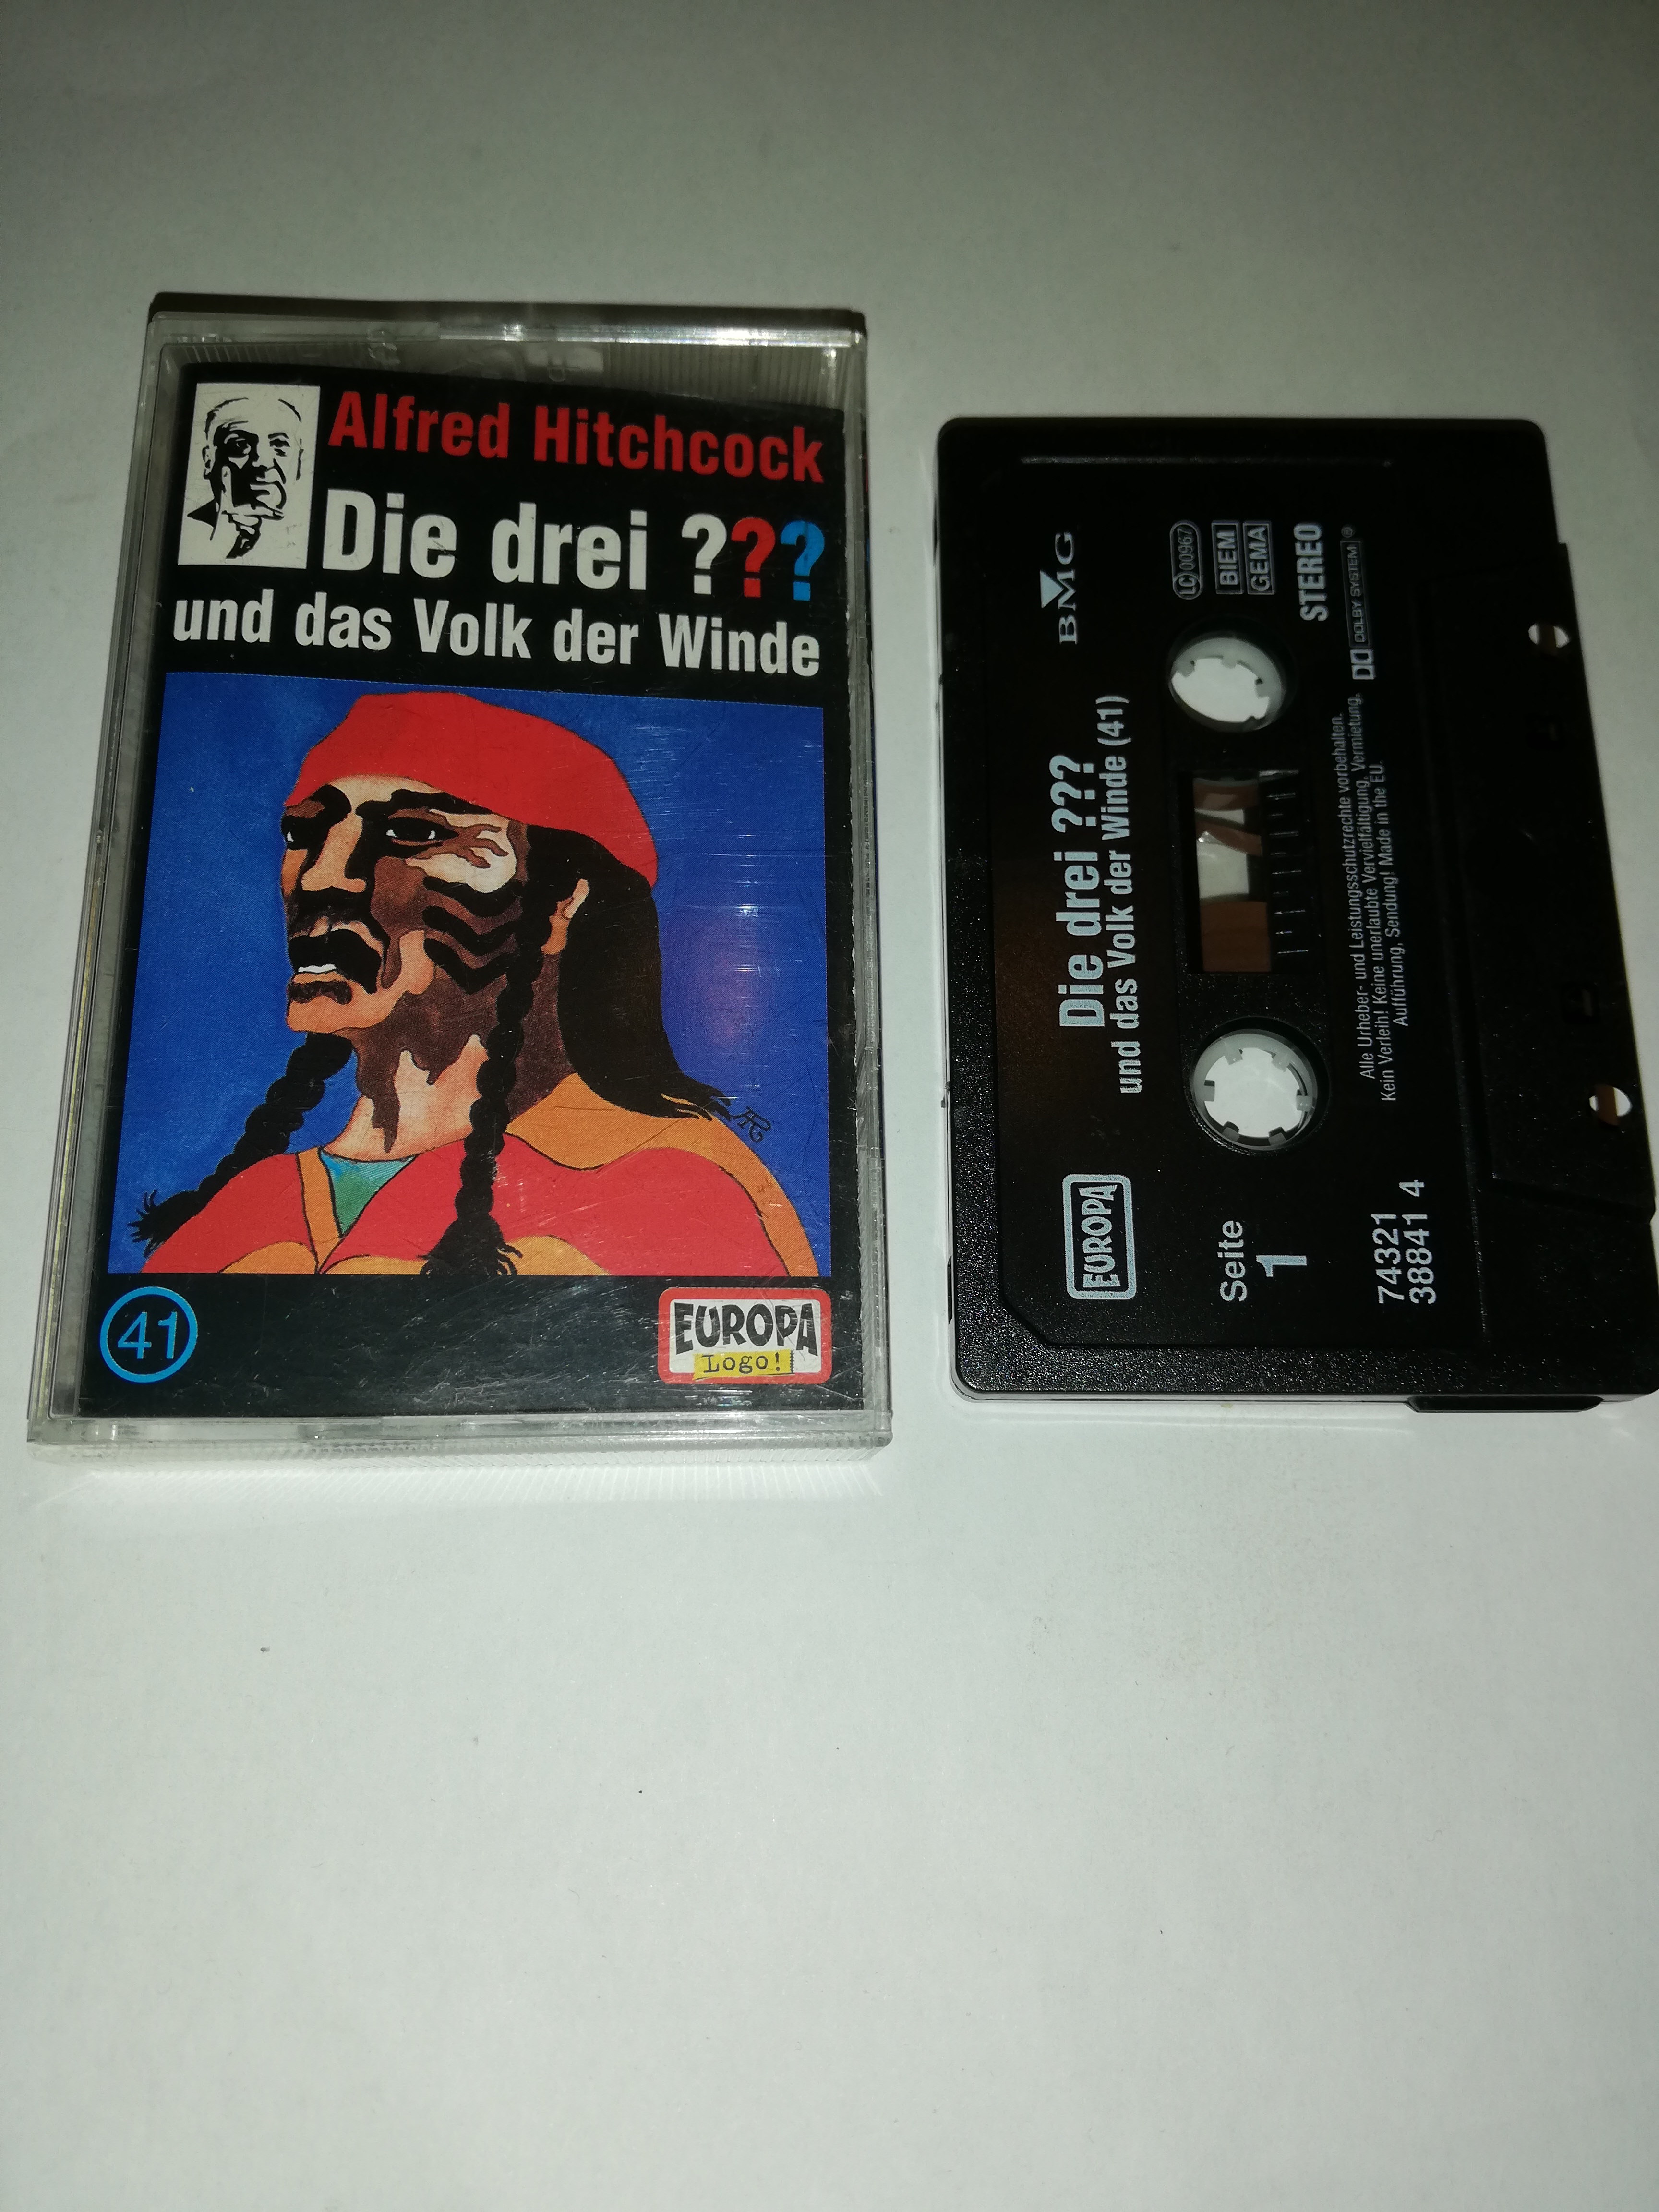 Alfred Hitchcock
Die drei ???
und das Volk der Winde
AR
41
EUROPA
Logo!
BMG
LC 00967
BIEM
GEMA
STEREO
DOLBY SYSTEM®
Die drei ???
und das Volk der Winde (41)
EUROPA
Seite
1
Alle Urheber- und Leistungsschutzrechte vorbehalten.
Kein Verleih! Keine unerlaubte Vervielfältigung, Vermietung,
Aufführung, Sendung! Made in the EU.
74321
38841 4